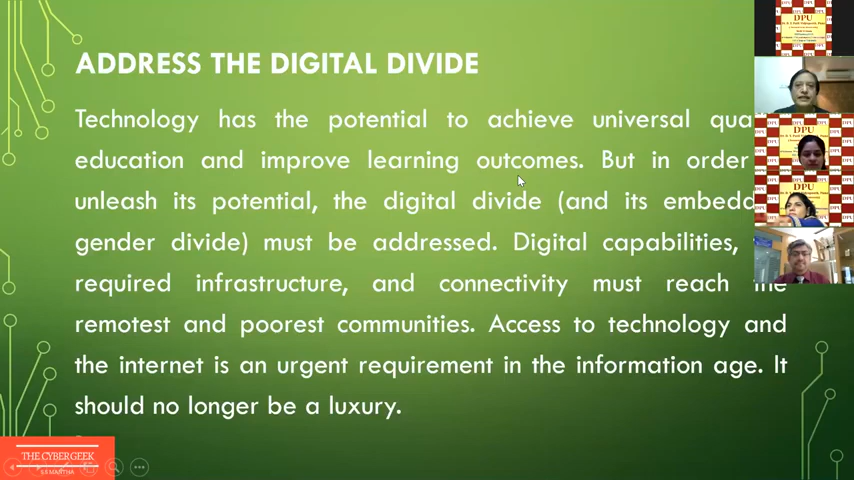 ADDRESS THE DIGITAL DIVIDE
Technology has the potential to achieve universal
education and improve learning outcomes. But in order
unleash its potential, the digital divide (and its
gender divide) must be addressed. Digital capabilities,
required infrastructure, and connectivity must reach the
remotest and poorest communities. Access to technology and
the internet is an urgent requirement in the information age. It
should no longer be a luxury.
THE CYBERGEEK
DPU
DPU
DPU